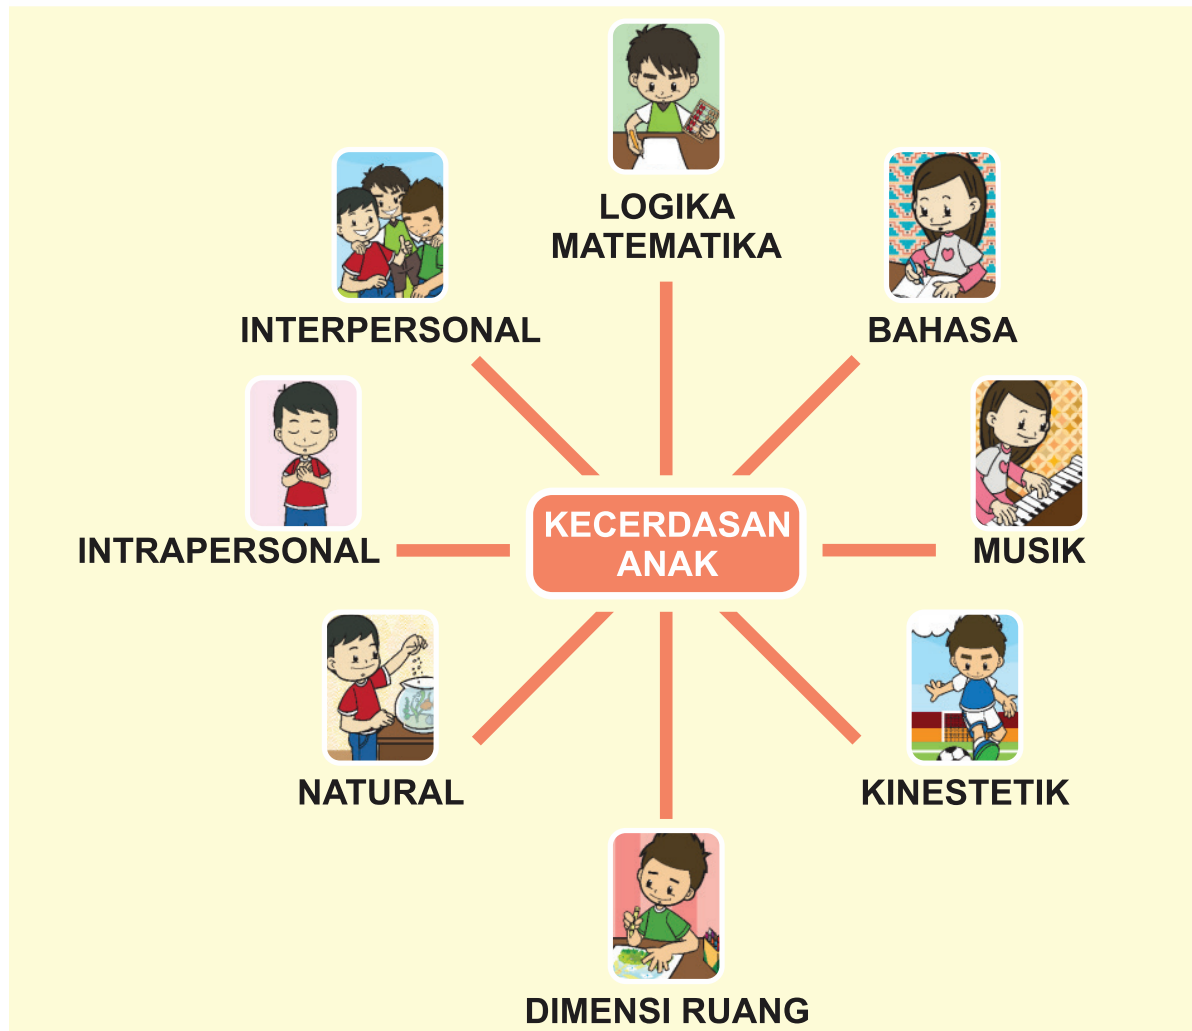 LOGIKA
MATEMATIKA
INTERPERSONAL
BAHASA
INTRAPERSONAL
KECERDASAN
ANAK
MUSIK
NATURAL
KINESTETIK
DIMENSI RUANG